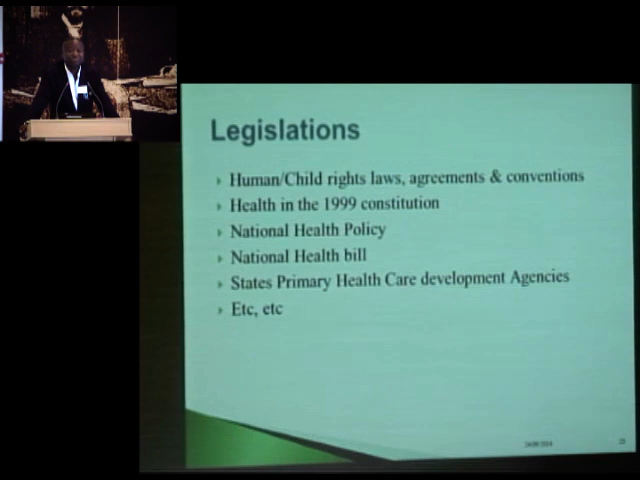 Legislations
Human/Child rights laws, agreements & conventions
Health in the 1999 constitution
National Health Policy
National Health bill
States Primary Health Care development Agencies
Etc, etc